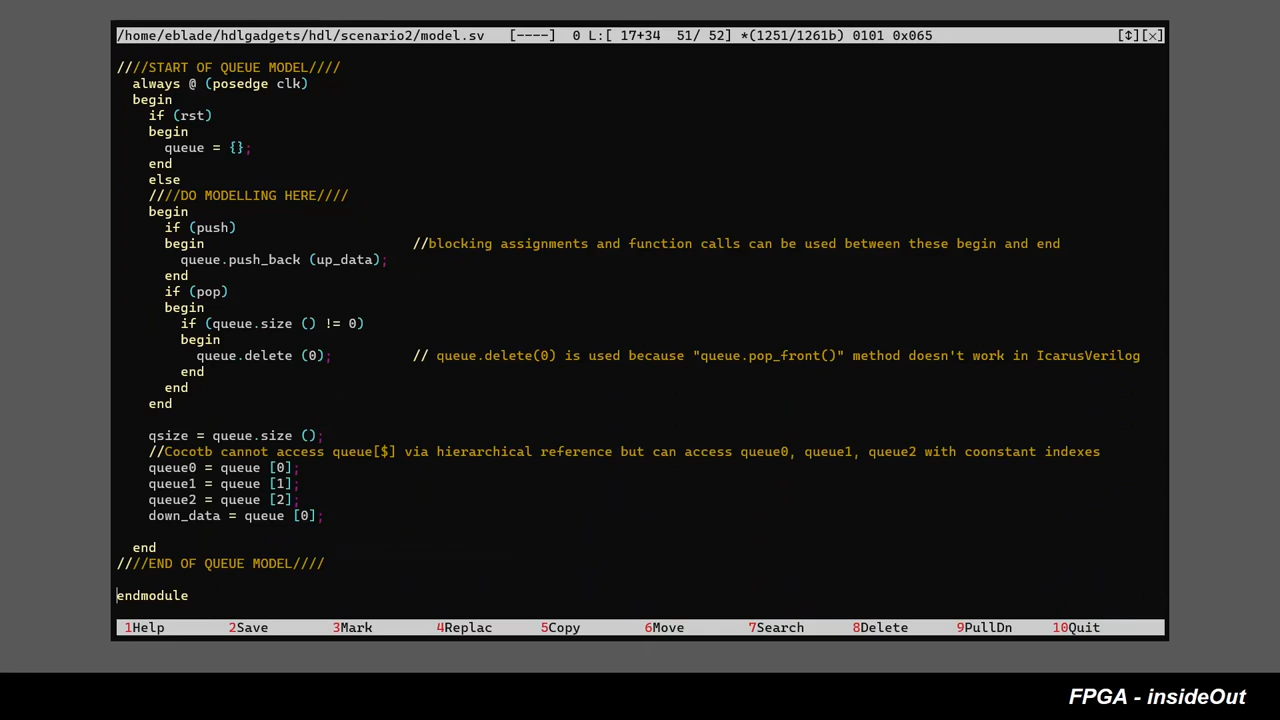 /home/eblade/hdlgadgets/hdl/scenario2/model.sv   [----]  0 L:[ 17+34  51/ 52] *(1251/1261b) 0101 0x065 [↕][×]
////START OF QUEUE MODEL////
  always @ (posedge clk)
  begin
    if (rst)
    begin
      queue = {};
    end
    else
    ////DO MODELLING HERE////
    begin
      if (push)
      begin                          //blocking assignments and function calls can be used between these begin and end
        queue.push_back (up_data);
      end
      if (pop)
      begin
        if (queue.size () != 0)
        begin
          queue.delete (0);          // queue.delete(0) is used because "queue.pop_front()" method doesn't work in IcarusVerilog
        end
      end
    end
    qsize = queue.size ();
    //Cocotb cannot access queue[$] via hierarchical reference but can access queue0, queue1, queue2 with coonstant indexes
    queue0 = queue [0];
    queue1 = queue [1];
    queue2 = queue [2];
    down_data = queue [0];
  end
////END OF QUEUE MODEL////
endmodule
1Help 2Save 3Mark 4Replac 5Copy 6Move 7Search 8Delete 9PullDn 10Quit
FPGA - insideOut